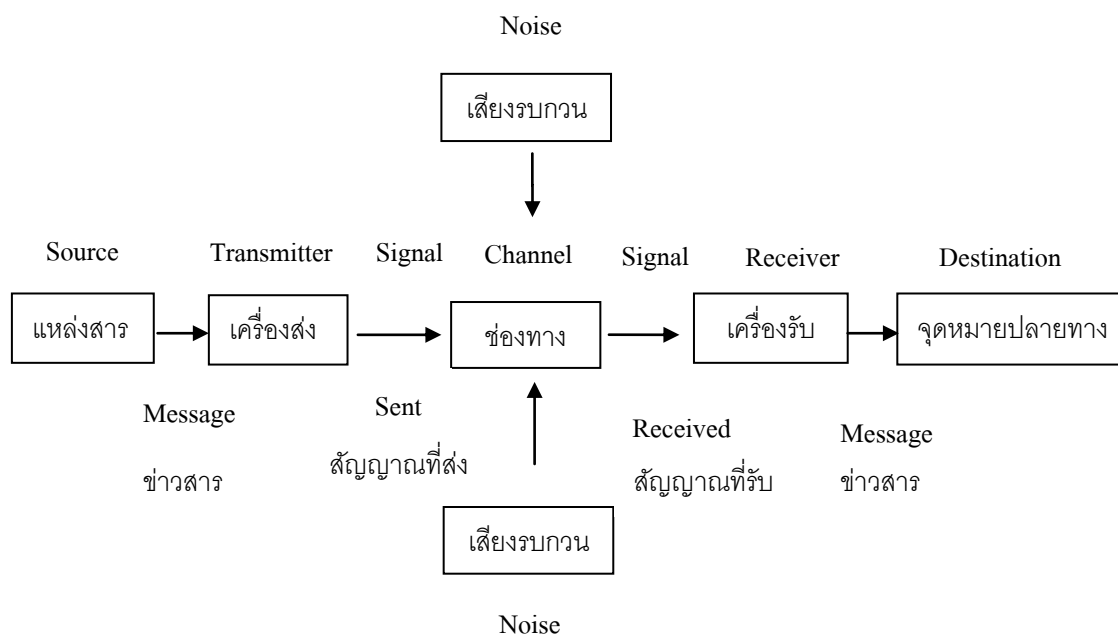 Noise
เสียงรบกวน
Source Transmitter Signal Channel Signal Receiver Destination
แหล่งสาร เครื่องส่ง ช่องทาง เครื่องรับ จุดหมายปลายทาง
Message Sent Received Message
ข่าวสาร สัญญาณที่ส่ง สัญญาณที่รับ ข่าวสาร
เสียงรบกวน
Noise